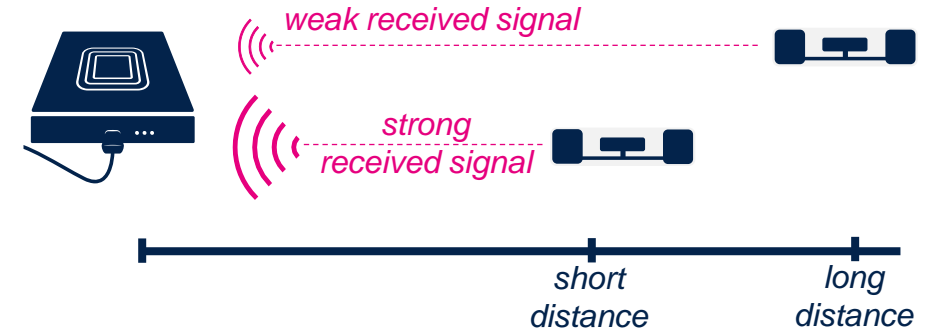 weak received signal
strong
received signal
short
distance
long
distance